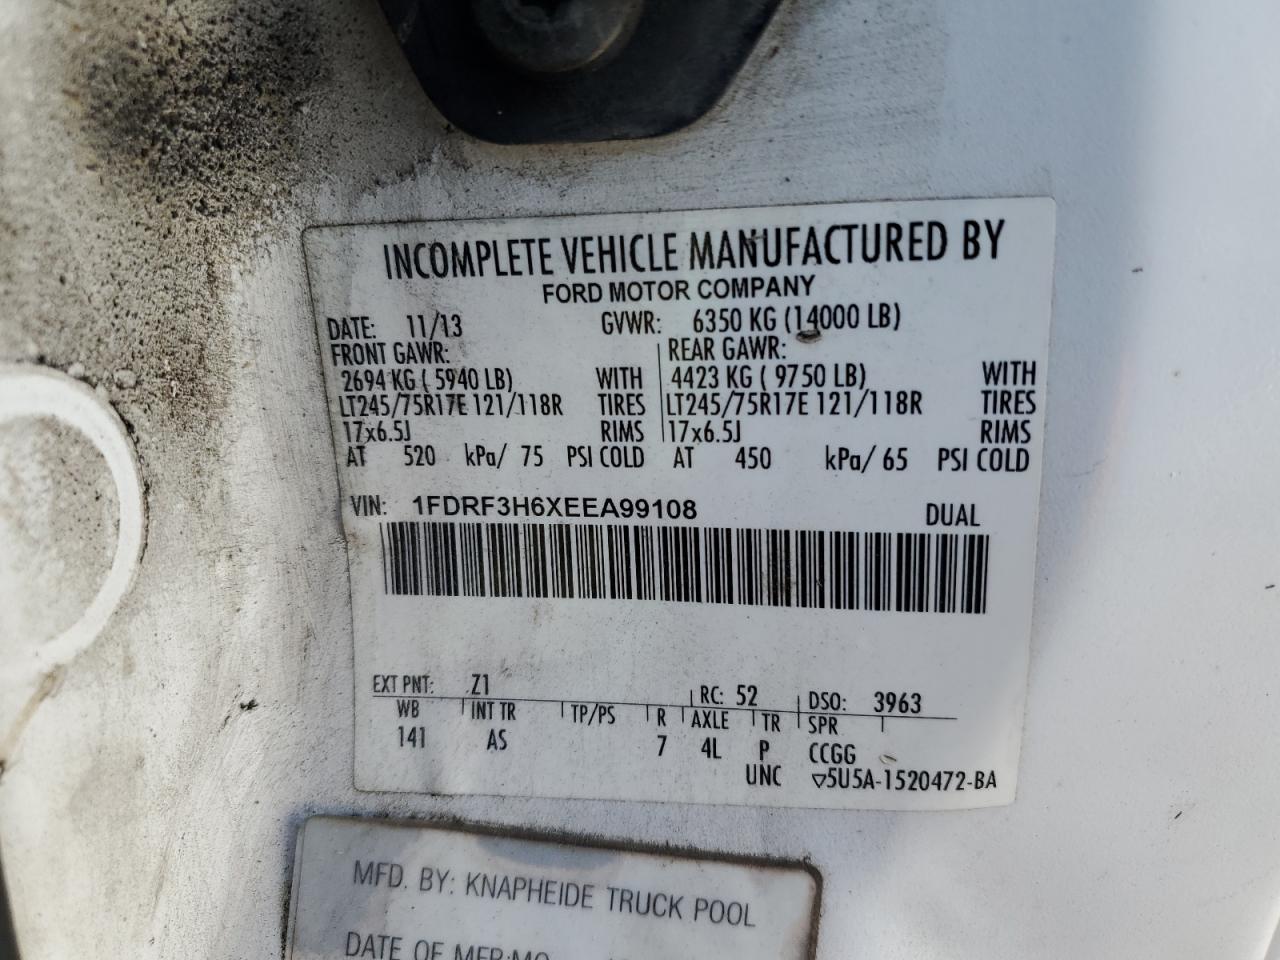 INCOMPLETE VEHICLE MANUFACTURED BY
FORD MOTOR COMPANY
DATE: 11/13 GVWR: 6350 KG (14000 LB)
FRONT GAWR: REAR GAWR:
2694 KG ( 5940 LB) WITH 4423 KG ( 9750 LB) WITH
LT245/75R17E 121/118R TIRES LT245/75R17E 121/118R TIRES
17x6.5J RIMS 17x6.5J RIMS
AT 520 kPa/ 75 PSI COLD AT 450 kPa/ 65 PSI COLD
VIN: 1FDRF3H6XEEA99108 DUAL
EXT PNT: Z1 RC: 52 DSO: 3963
WB INT TR TP/PS R AXLE TR SPR
141 AS 7 4L P CCGG
UNC ▽5U5A-1520472-BA
MFD. BY: KNAPHEIDE TRUCK POOL
DATE OF MFR:MO